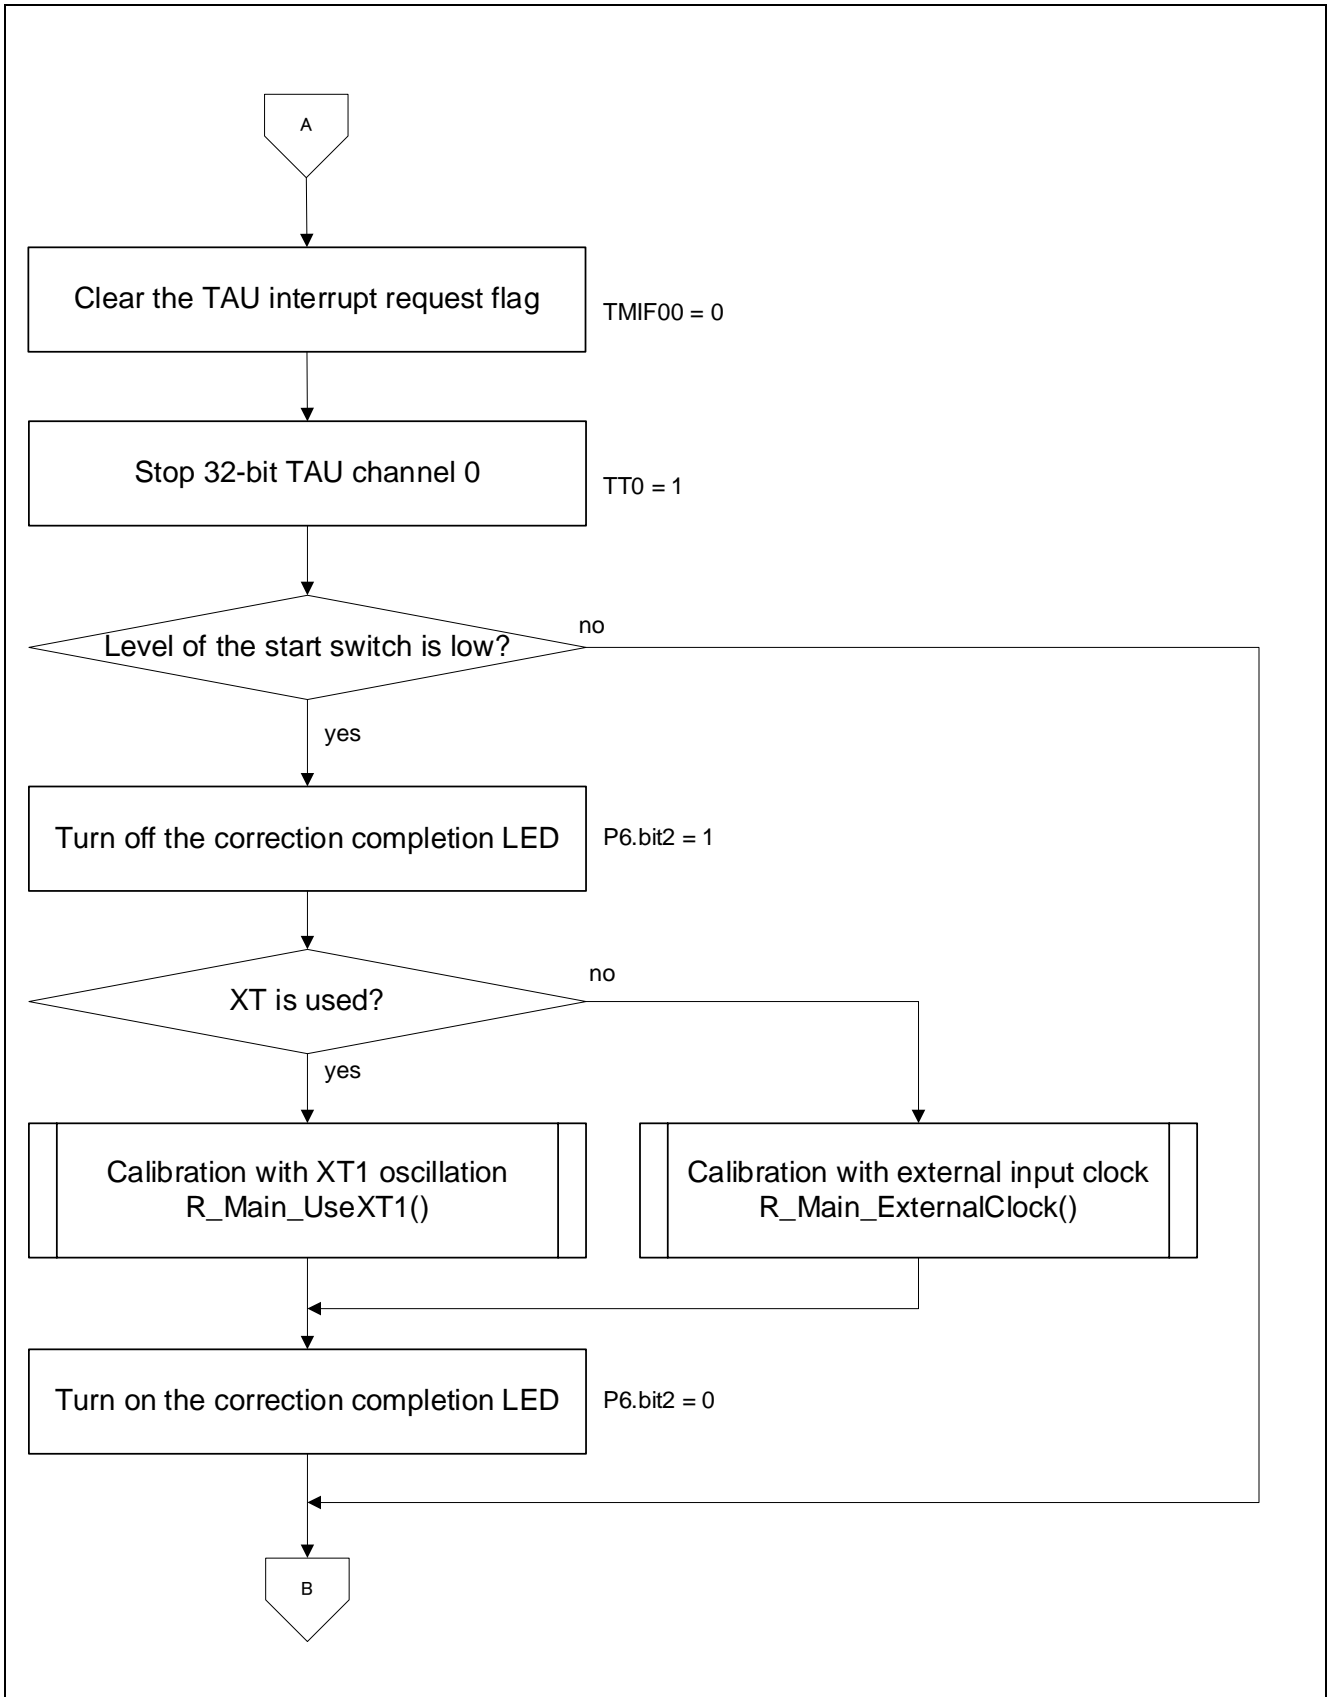 A
Clear the TAU interrupt request flag
TMIF00 = 0
Stop 32-bit TAU channel 0
TT0 = 1
Level of the start switch is low?
no
yes
Turn off the correction completion LED
P6.bit2 = 1
XT is used?
no
yes
Calibration with XT1 oscillation
R_Main_UseXT1()
Calibration with external input clock
R_Main_ExternalClock()
Turn on the correction completion LED
P6.bit2 = 0
B